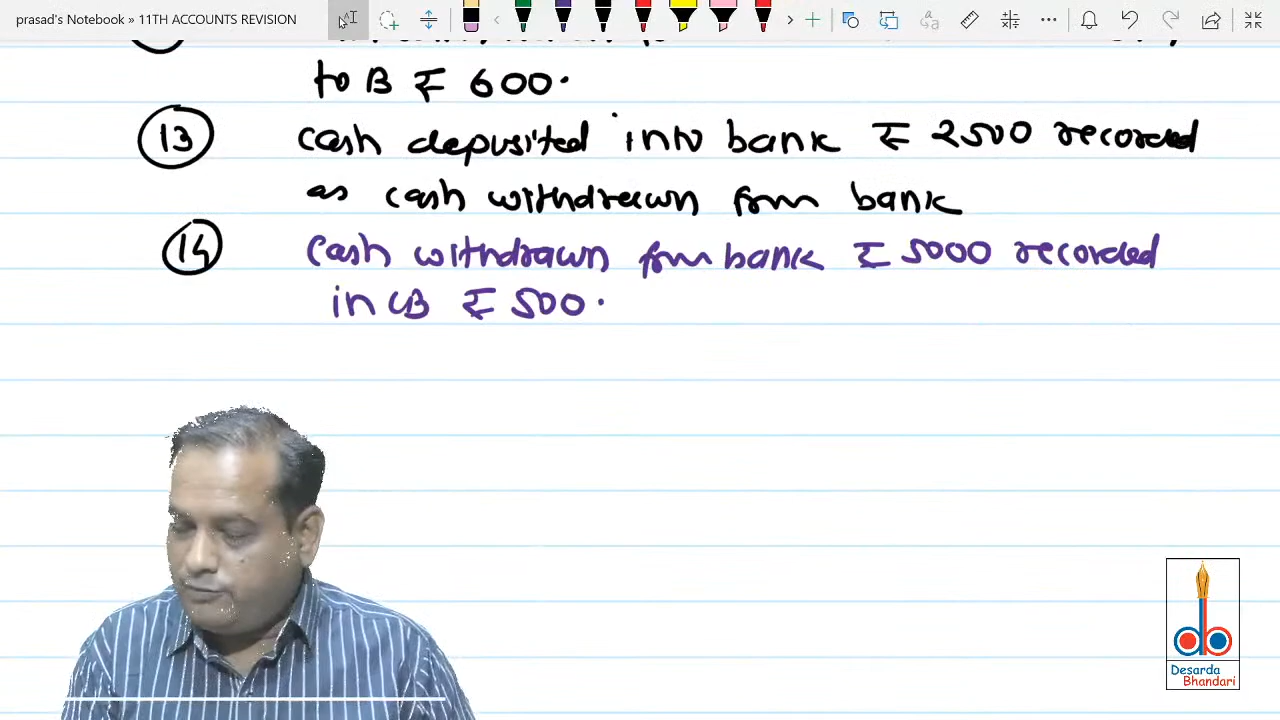 prasad's Notebook » 11TH ACCOUNTS REVISION
to B ₹ 600.
13 cash deposited into bank ₹ 2500 recorded
as cash withdrawn from bank
14 cash withdrawn from bank ₹ 5000 recorded
in CB ₹ 500.
Desarda
Bhandari